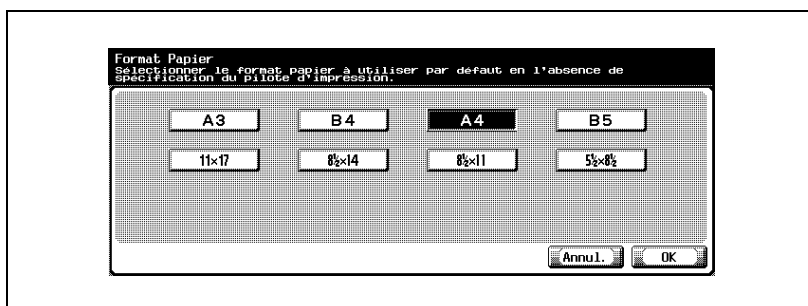 Format Papier
Sélectionner le format papier à utiliser par défaut en l'absence de
spécification du pilote d'impression.
A3 B4 A4 B5
11×17 8½×14 8½×11 5½×8½
Annul. OK